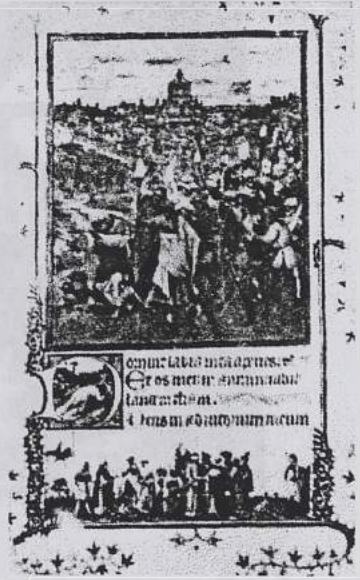 Domine labia mea aperies.
Et os meum annunciabit
laudem tuam.
Deus in adiutorium meum